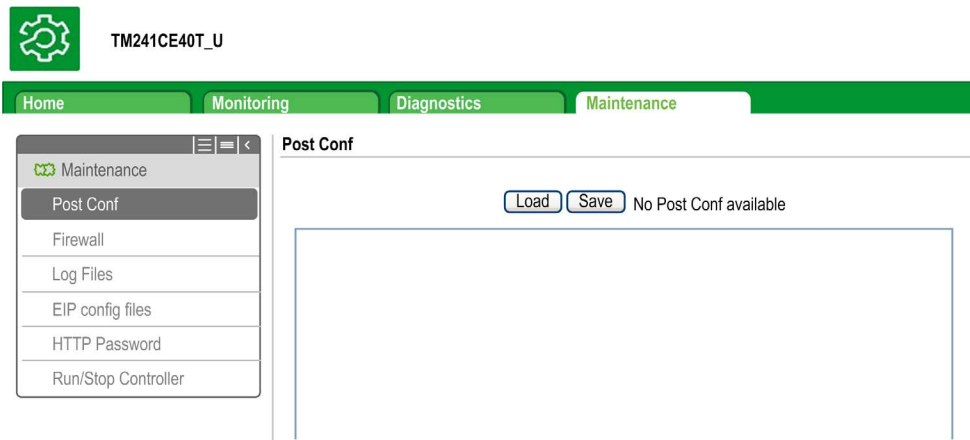 TM241CE40T_U
Home Monitoring Diagnostics Maintenance
Maintenance
Post Conf
Firewall
Log Files
EIP config files
HTTP Password
Run/Stop Controller
Post Conf
Load Save No Post Conf available